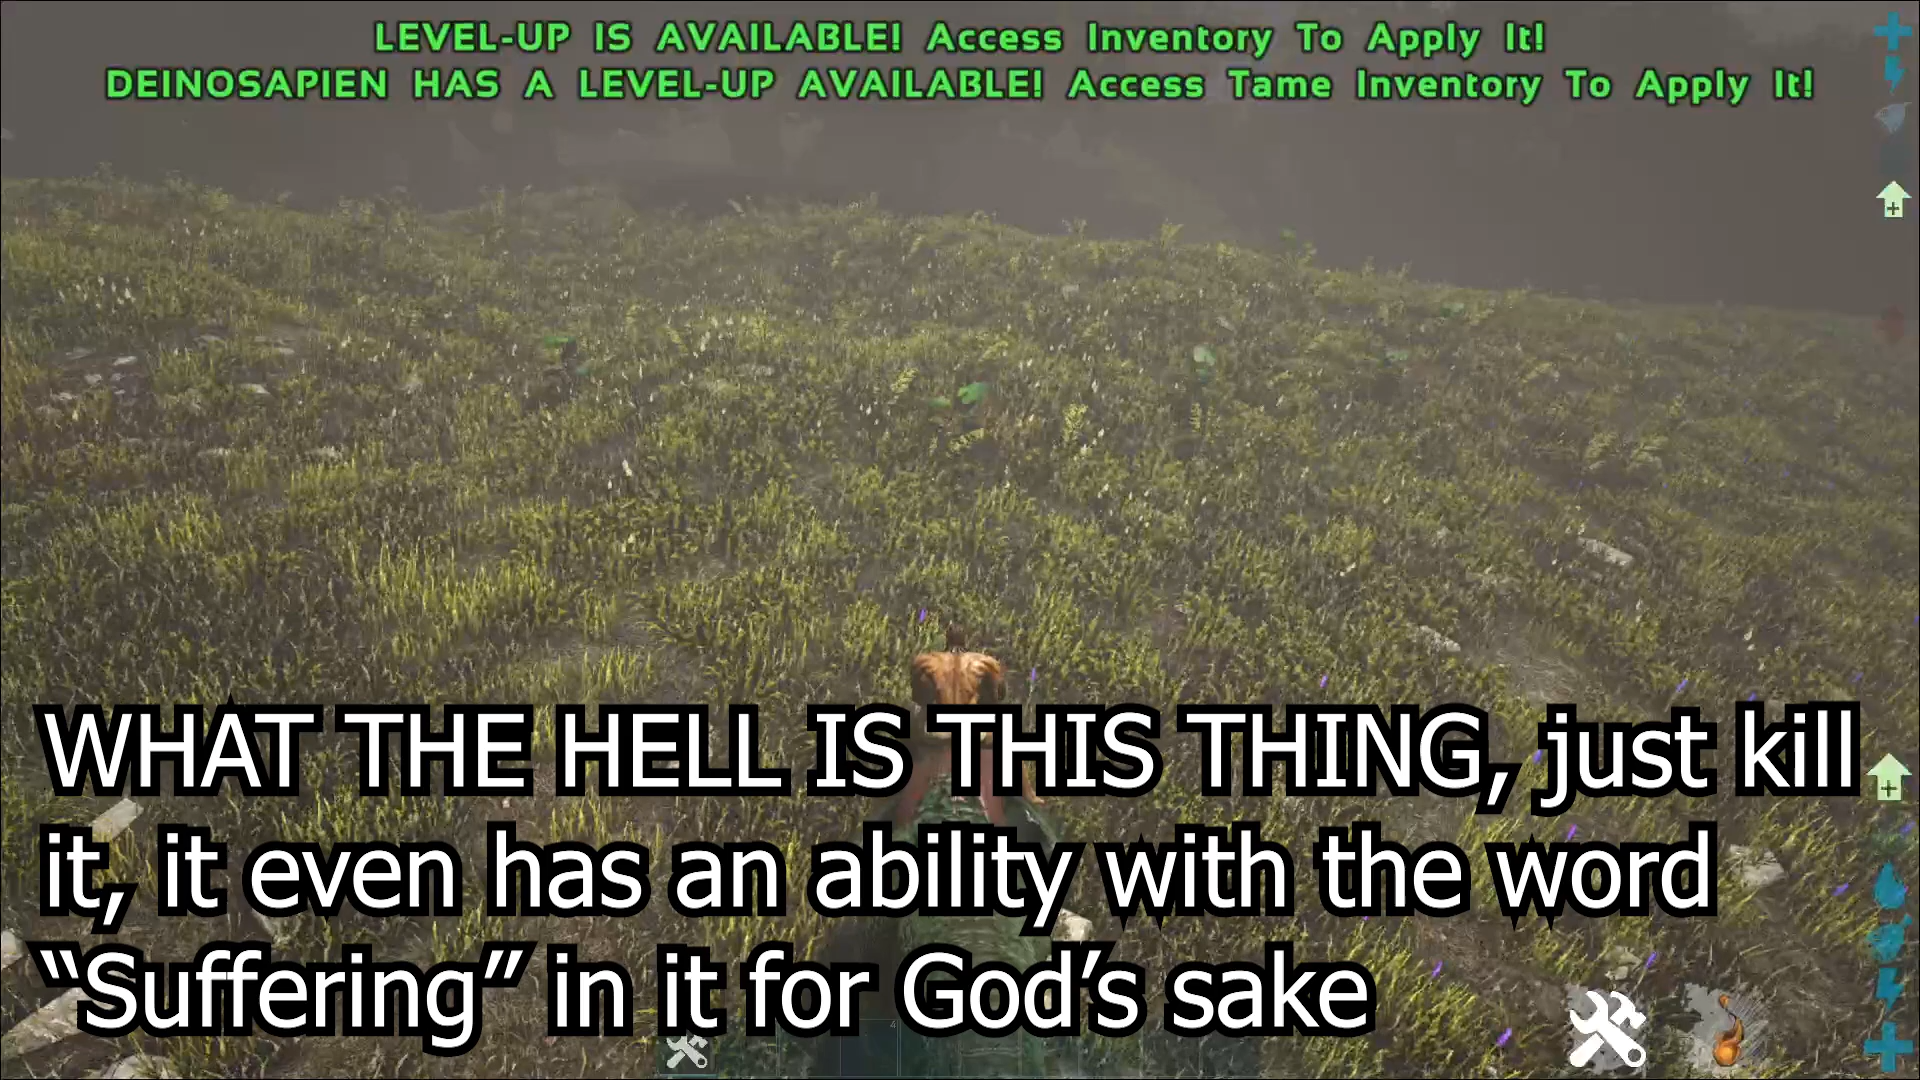 LEVEL-UP IS AVAILABLE! Access Inventory To Apply It!
DEINOSAPIEN HAS A LEVEL-UP AVAILABLE! Access Tame Inventory To Apply It!
WHAT THE HELL IS THIS THING, just kill
it, it even has an ability with the word
“Suffering” in it for God’s sake
4